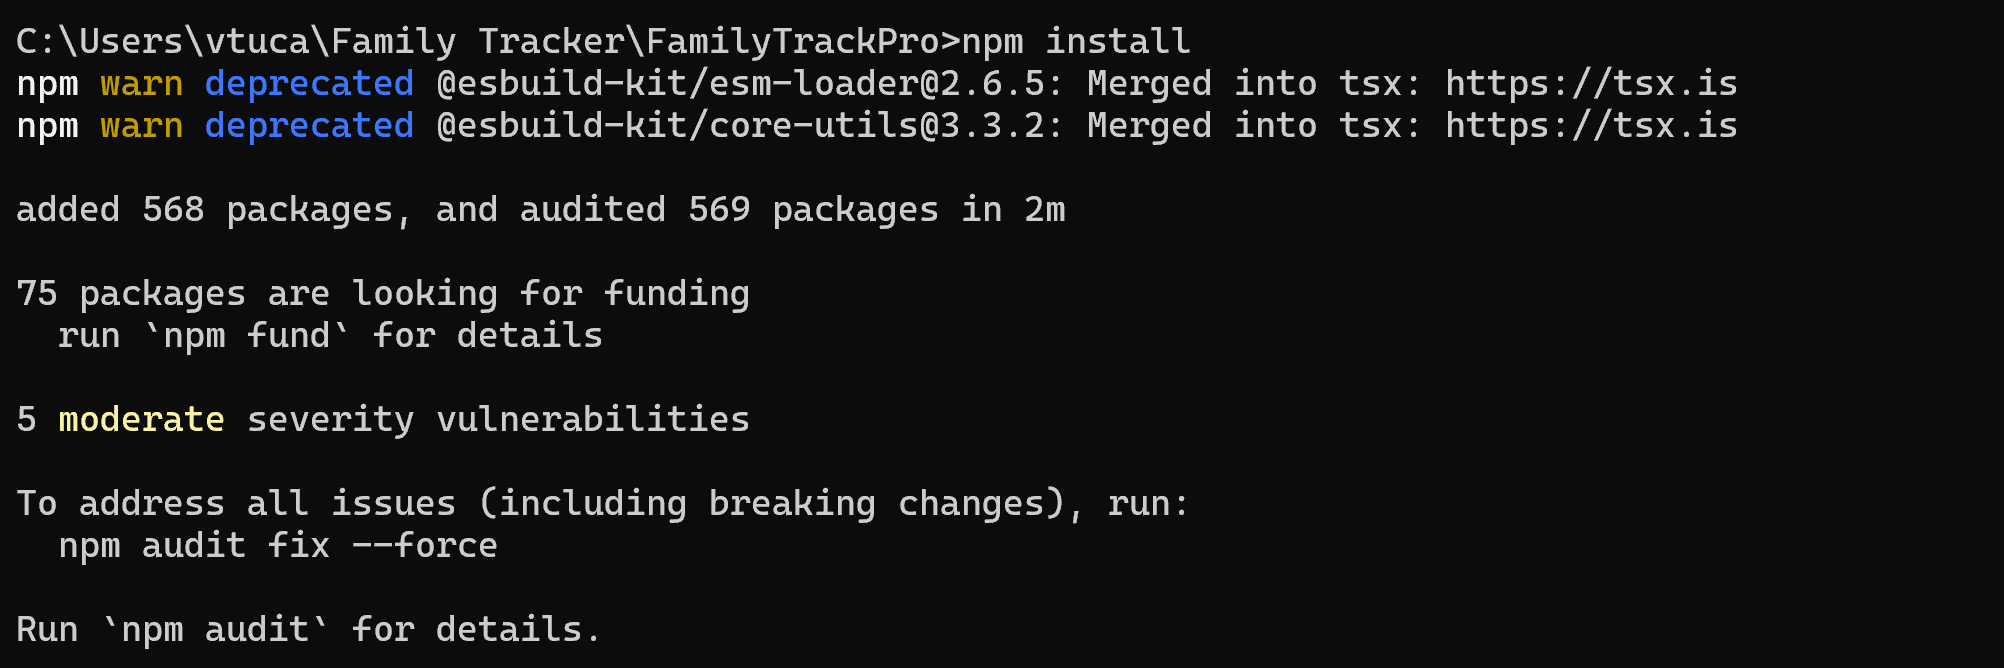 C:\Users\vtuca\Family Tracker\FamilyTrackPro>npm install
npm warn deprecated @esbuild-kit/esm-loader@2.6.5: Merged into tsx: https://tsx.is
npm warn deprecated @esbuild-kit/core-utils@3.3.2: Merged into tsx: https://tsx.is
added 568 packages, and audited 569 packages in 2m
75 packages are looking for funding
  run `npm fund` for details
5 moderate severity vulnerabilities
To address all issues (including breaking changes), run:
  npm audit fix --force
Run `npm audit` for details.